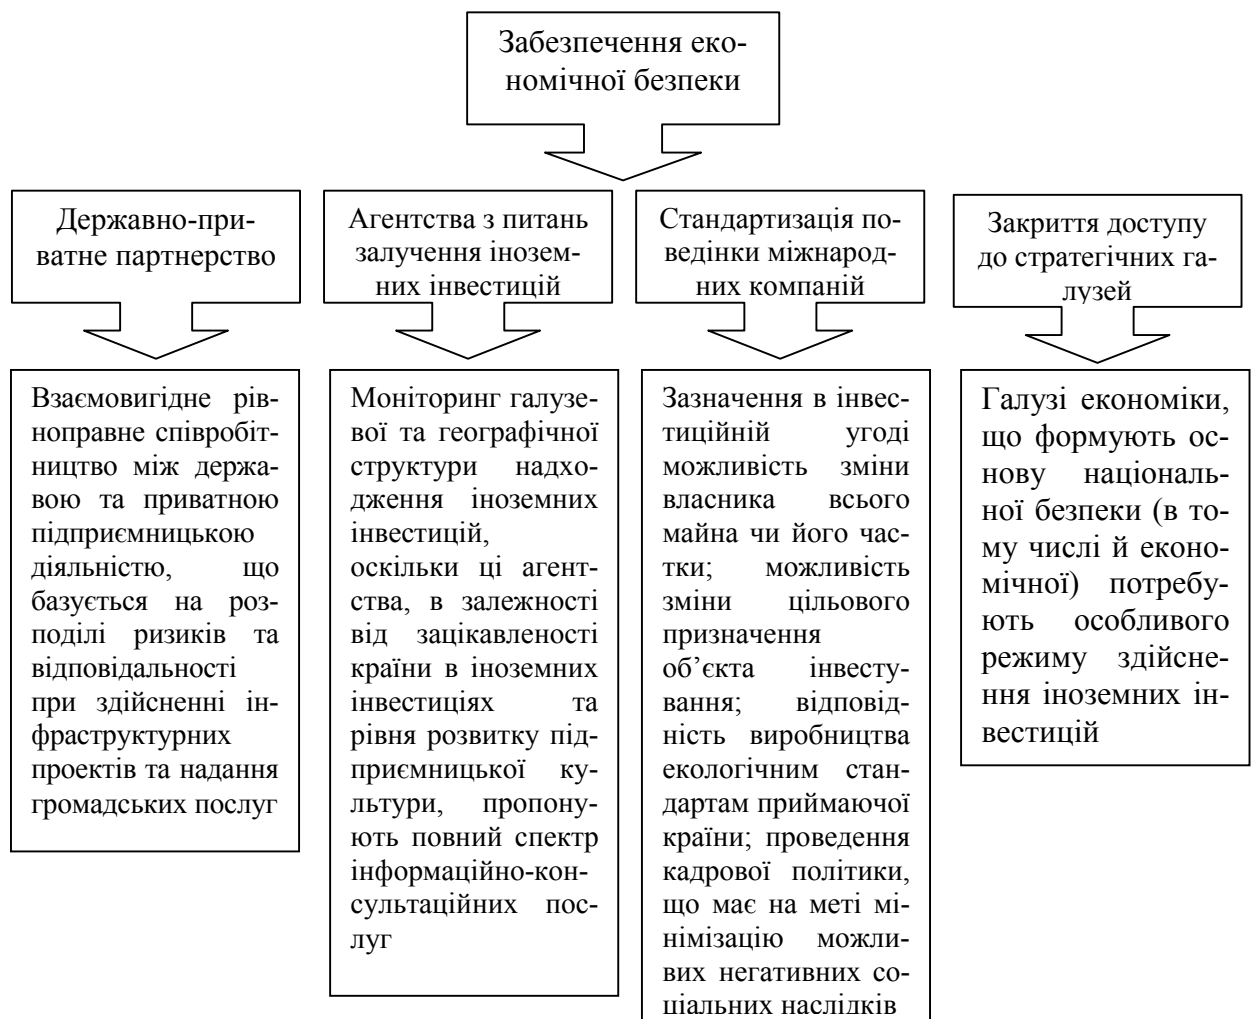 Забезпечення еко-
номічної безпеки
Державно-при-
ватне партнерство
Агентства з питань
залучення інозем-
них інвестицій
Стандартизація по-
ведінки міжнарод-
них компаній
Закриття доступу
до стратегічних га-
лузей
Взаємовигідне рів-
ноправне співробіт-
ництво між держа-
вою та приватною
підприємницькою
діяльністю, що
базується на роз-
поділі ризиків та
відповідальності
при здійсненні ін-
фраструктурних
проектів та надання
громадських послуг
Моніторинг галузе-
вої та географічної
структури надхо-
дження іноземних
інвестицій,
оскільки ці агент-
ства, в залежності
від зацікавленості
країни в іноземних
інвестиціях та
рівня розвитку під-
приємницької ку-
льтури, пропону-
ють повний спектр
інформаційно-кон-
сультаційних пос-
луг
Зазначення в інвес-
тиційній угоді
можливість зміни
власника всього
майна чи його час-
тки; можливість
зміни цільового
призначення
об’єкта інвесту-
вання; відповід-
ність виробництва
екологічним стан-
дартам приймаючої
країни; проведення
кадрової політики,
що має на меті мі-
німізацію можли-
вих негативних со-
ціальних наслідків
Галузі економіки,
що формують ос-
нову національ-
ної безпеки (в то-
му числі й еконо-
мічної) потребу-
ють особливого
режиму здійсне-
ння іноземних ін-
вестицій